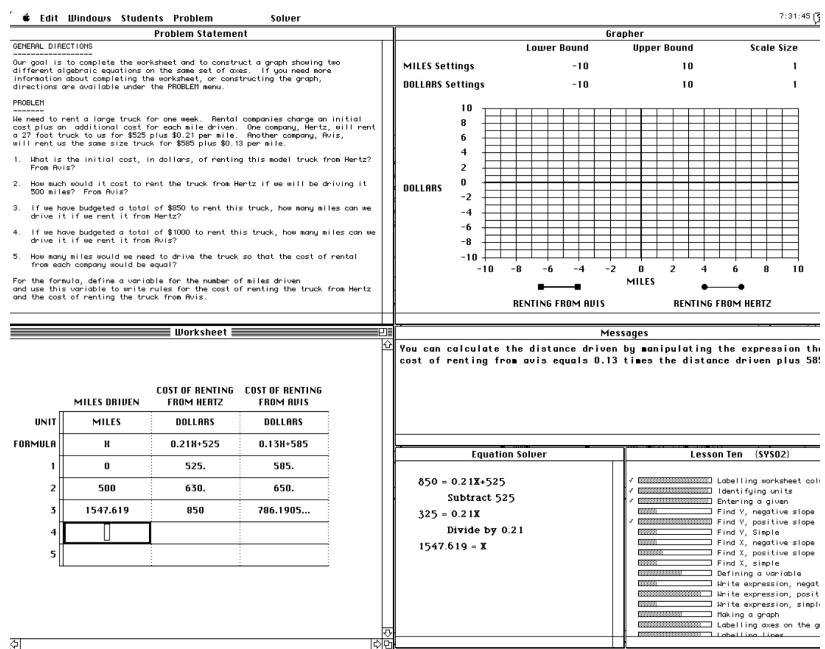 Edit Windows Students Problem Solver 7:31:45
Problem Statement
GENERAL DIRECTIONS
------------------
Our goal is to complete the worksheet and to construct a graph showing two
different algebraic equations on the same set of axes. If you need more
information about completing the worksheet, or constructing the graph,
directions are available under the PROBLEM menu.
PROBLEM
-------
We need to rent a large truck for one week. Rental companies charge an initial
cost plus an additional cost for each mile driven. One company, Hertz, will rent
a 27 foot truck to us for $525 plus $0.21 per mile. Another company, Avis,
will rent us the same size truck for $585 plus $0.13 per mile.
1. What is the initial cost, in dollars, of renting this model truck from Hertz?
From Avis?
2. How much would it cost to rent the truck from Hertz if we will be driving it
500 miles? From Avis?
3. If we have budgeted a total of $850 to rent this truck, how many miles can we
drive it if we rent it from Hertz?
4. If we have budgeted a total of $1000 to rent this truck, how many miles can we
drive it if we rent it from Avis?
5. How many miles would we need to drive the truck so that the cost of rental
from each company would be equal?
For the formula, define a variable for the number of miles driven
and use this variable to write rules for the cost of renting the truck from Hertz
and the cost of renting the truck from Avis.
Grapher
Lower Bound Upper Bound Scale Size
MILES Settings -10 10 1
DOLLARS Settings -10 10 1
10
8
6
4
2
DOLLARS 0
-2
-4
-6
-8
-10
-10 -8 -6 -4 -2 0 2 4 6 8 10
MILES
RENTING FROM AVIS RENTING FROM HERTZ
Worksheet
MILES DRIVEN COST OF RENTING FROM HERTZ COST OF RENTING FROM AVIS
UNIT MILES DOLLARS DOLLARS
FORMULA X 0.21X+525 0.13X+585
1 0 525. 585.
2 500 630. 650.
3 1547.619 850 786.1905...
4
5
Messages
You can calculate the distance driven by manipulating the expression the
cost of renting from avis equals 0.13 times the distance driven plus 585
Equation Solver
850 = 0.21X+525
Subtract 525
325 = 0.21X
Divide by 0.21
1547.619 = X
Lesson Ten (SYS02)
✓ Labelling worksheet colu
✓ Identifying units
✓ Entering a given
Find Y, negative slope
✓ Find Y, positive slope
Find Y, Simple
Find X, negative slope
Find X, positive slope
Find X, simple
Defining a variable
Write expression, negat
Write expression, posit
Write expression, simple
Making a graph
Labelling axes on the g
Labelling lines